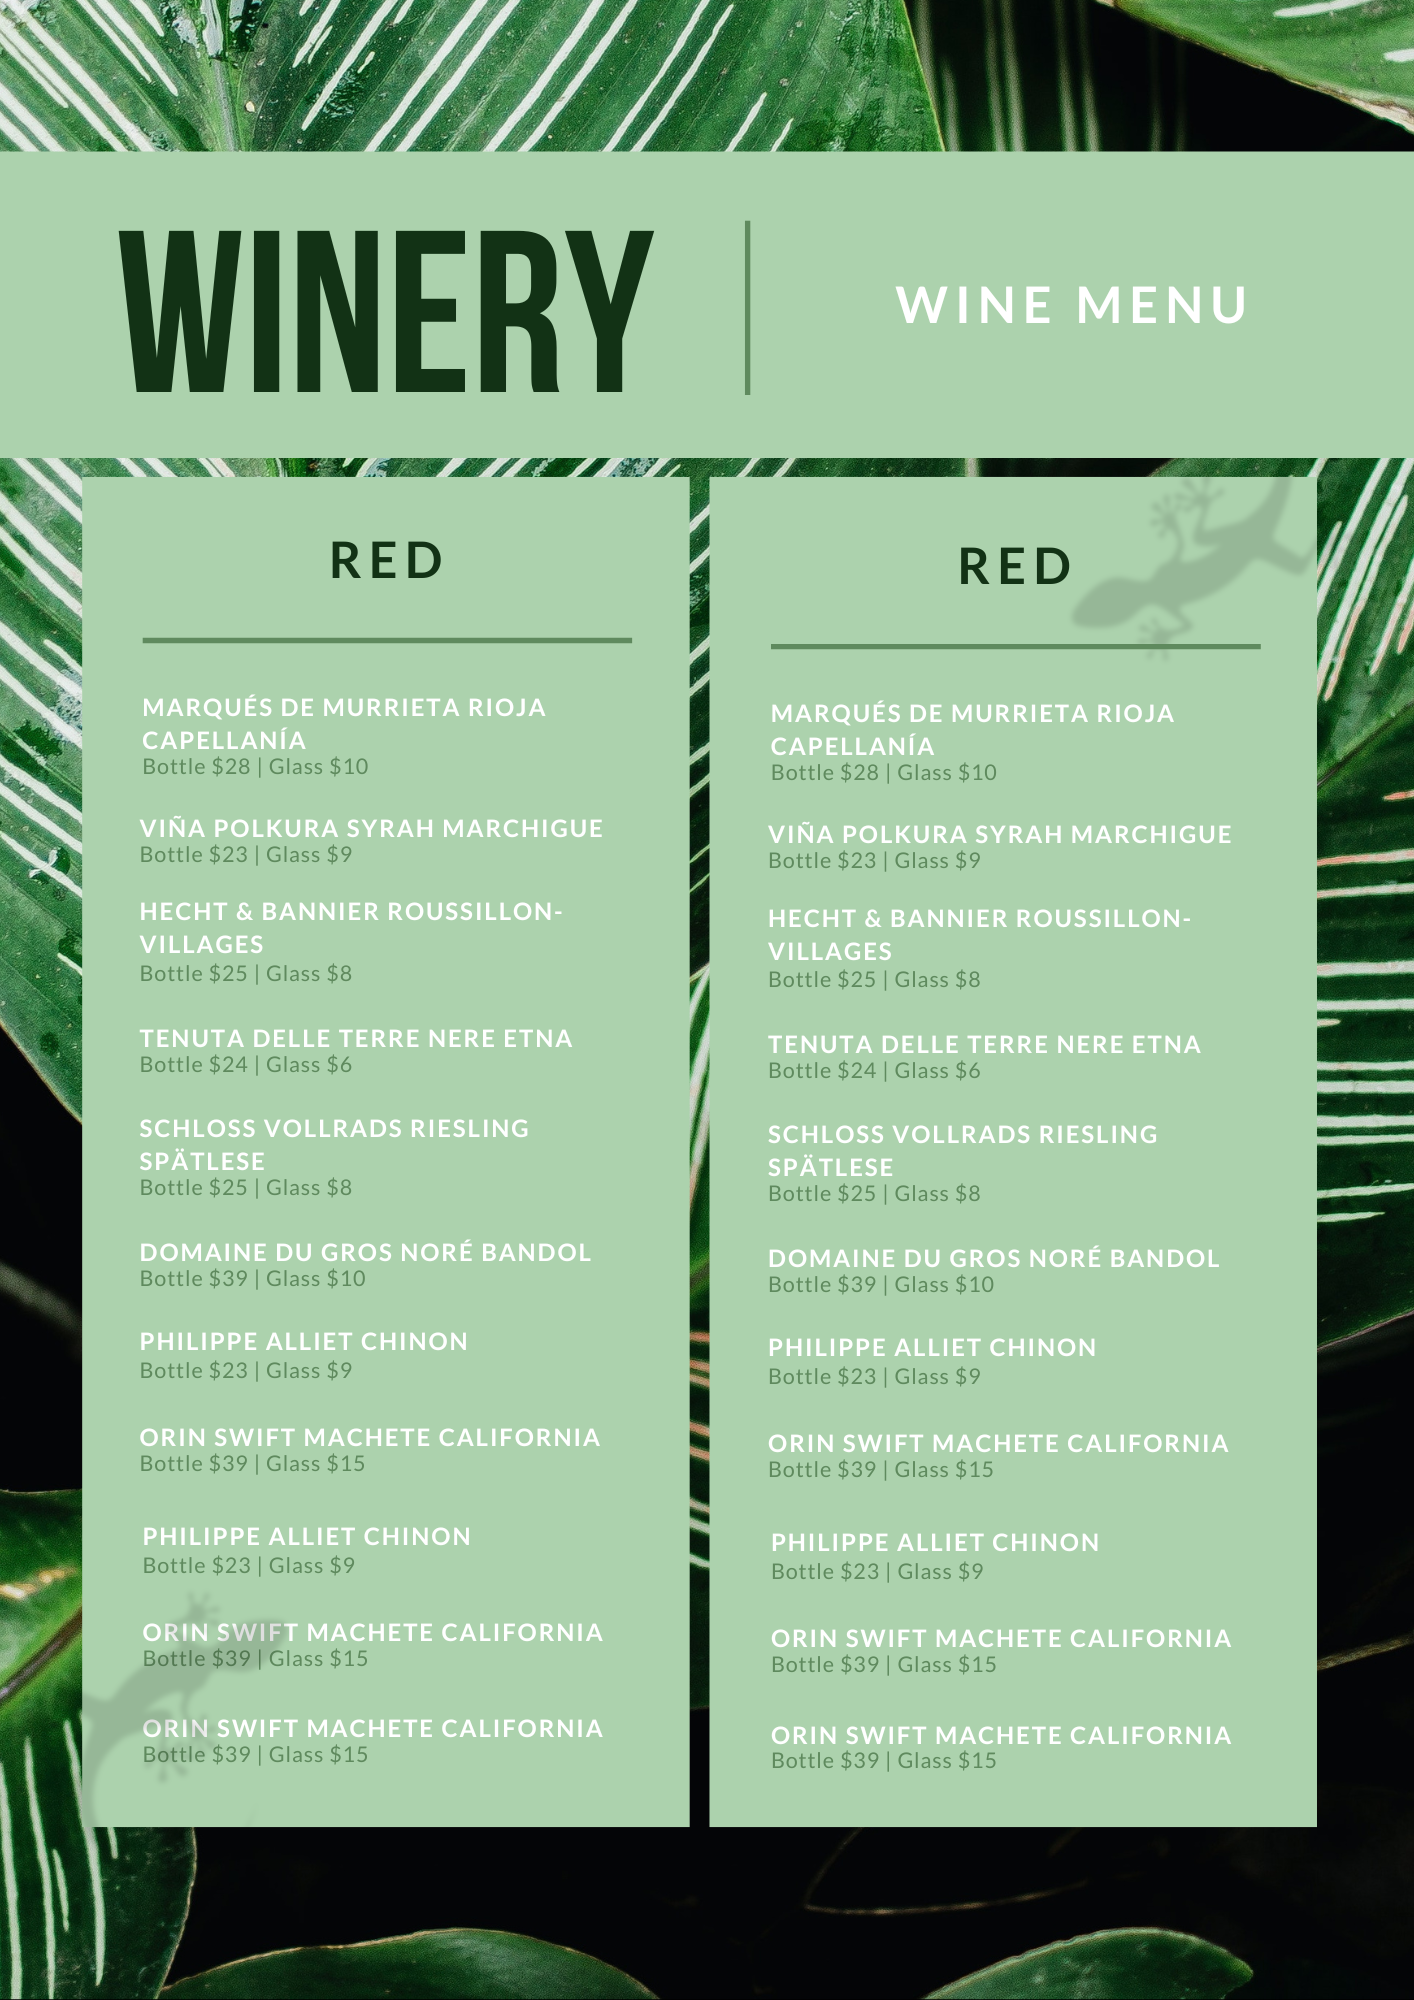 WINERY
WINE MENU
RED
MARQUÉS DE MURRIETA RIOJA
CAPELLANÍA
Bottle $28 | Glass $10
VIÑA POLKURA SYRAH MARCHIGUE
Bottle $23 | Glass $9
HECHT & BANNIER ROUSSILLON-
VILLAGES
Bottle $25 | Glass $8
TENUTA DELLE TERRE NERE ETNA
Bottle $24 | Glass $6
SCHLOSS VOLLRADS RIESLING
SPÄTLESE
Bottle $25 | Glass $8
DOMAINE DU GROS NORÉ BANDOL
Bottle $39 | Glass $10
PHILIPPE ALLIET CHINON
Bottle $23 | Glass $9
ORIN SWIFT MACHETE CALIFORNIA
Bottle $39 | Glass $15
PHILIPPE ALLIET CHINON
Bottle $23 | Glass $9
ORIN SWIFT MACHETE CALIFORNIA
Bottle $39 | Glass $15
ORIN SWIFT MACHETE CALIFORNIA
Bottle $39 | Glass $15
RED
MARQUÉS DE MURRIETA RIOJA
CAPELLANÍA
Bottle $28 | Glass $10
VIÑA POLKURA SYRAH MARCHIGUE
Bottle $23 | Glass $9
HECHT & BANNIER ROUSSILLON-
VILLAGES
Bottle $25 | Glass $8
TENUTA DELLE TERRE NERE ETNA
Bottle $24 | Glass $6
SCHLOSS VOLLRADS RIESLING
SPÄTLESE
Bottle $25 | Glass $8
DOMAINE DU GROS NORÉ BANDOL
Bottle $39 | Glass $10
PHILIPPE ALLIET CHINON
Bottle $23 | Glass $9
ORIN SWIFT MACHETE CALIFORNIA
Bottle $39 | Glass $15
PHILIPPE ALLIET CHINON
Bottle $23 | Glass $9
ORIN SWIFT MACHETE CALIFORNIA
Bottle $39 | Glass $15
ORIN SWIFT MACHETE CALIFORNIA
Bottle $39 | Glass $15